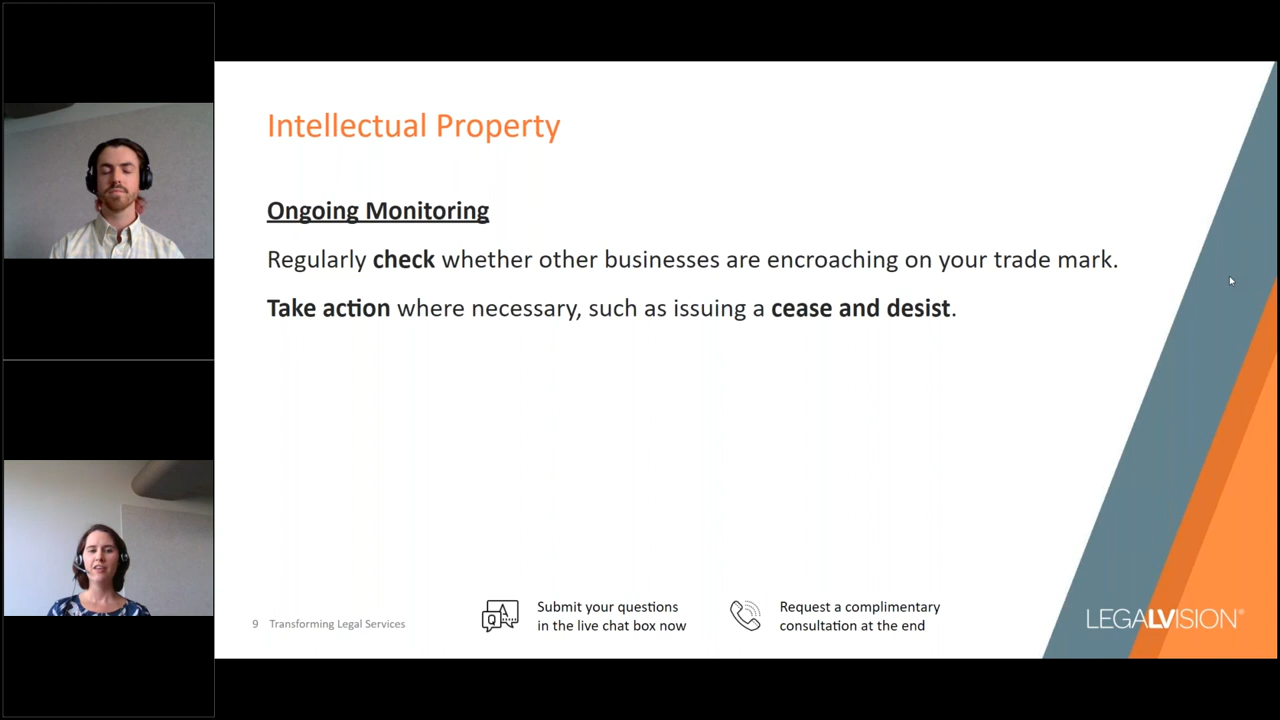 Intellectual Property
Ongoing Monitoring
Regularly check whether other businesses are encroaching on your trade mark.
Take action where necessary, such as issuing a cease and desist.
9 Transforming Legal Services
Q A
Submit your questions
in the live chat box now
Request a complimentary
consultation at the end
LEGALVISION®